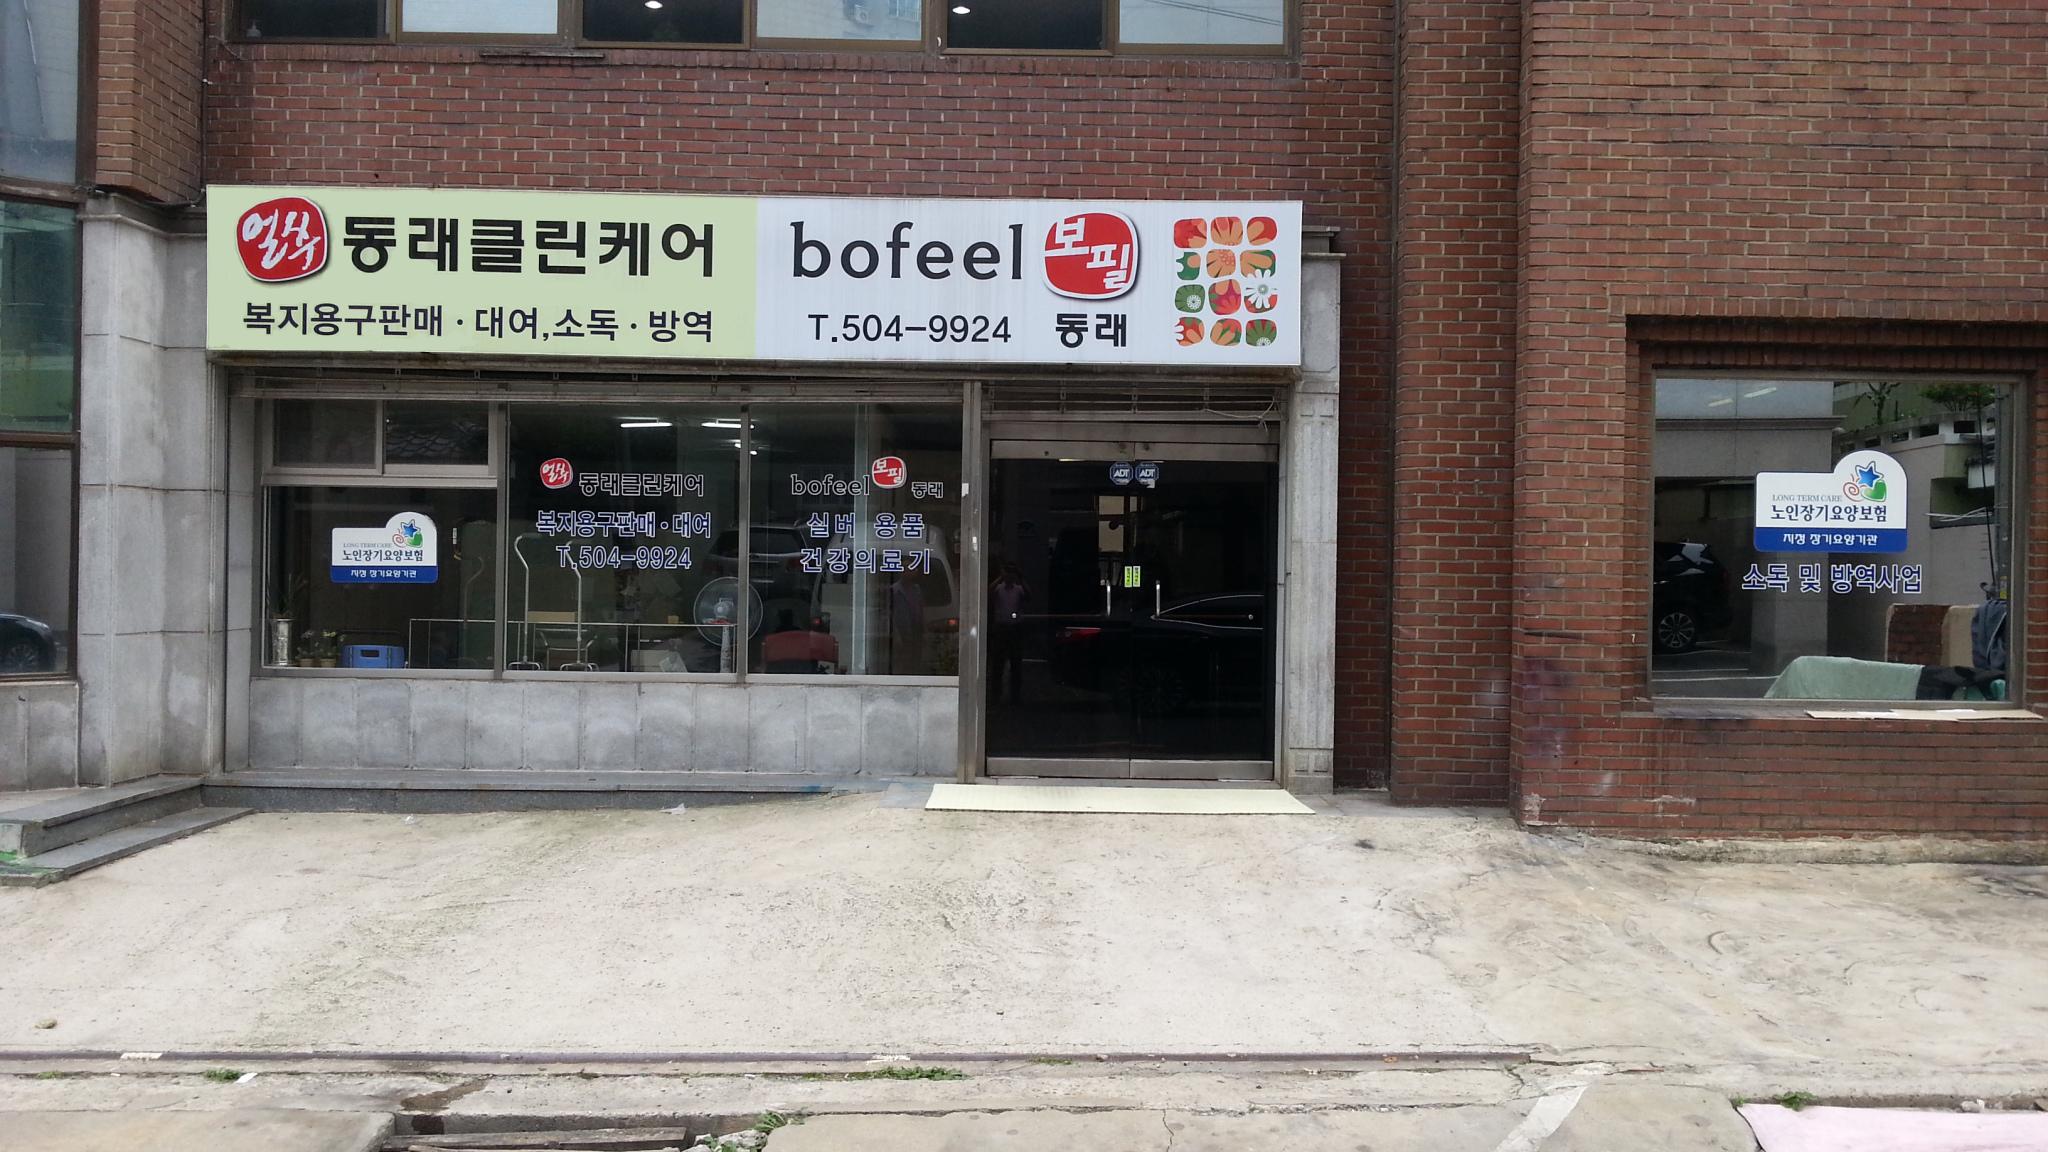 열심 동래클린케어
복지용구판매·대여,소독·방역
bofeel 보필
T.504-9924 동래
열심 동래클린케어
복지용구판매·대여
T.504-9924
bofeel 보필 동래
실버 용품
건강의료기
ADT ADT
LONG TERM CARE
노인장기요양보험
지정 장기요양기관
LONG TERM CARE
노인장기요양보험
지정 장기요양기관
소독 및 방역사업